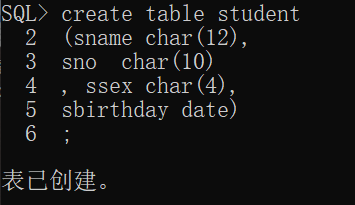 SQL> create table student
  2  (sname char(12),
  3  sno  char(10)
  4  , ssex char(4),
  5  sbirthday date)
  6  ;
表已创建。